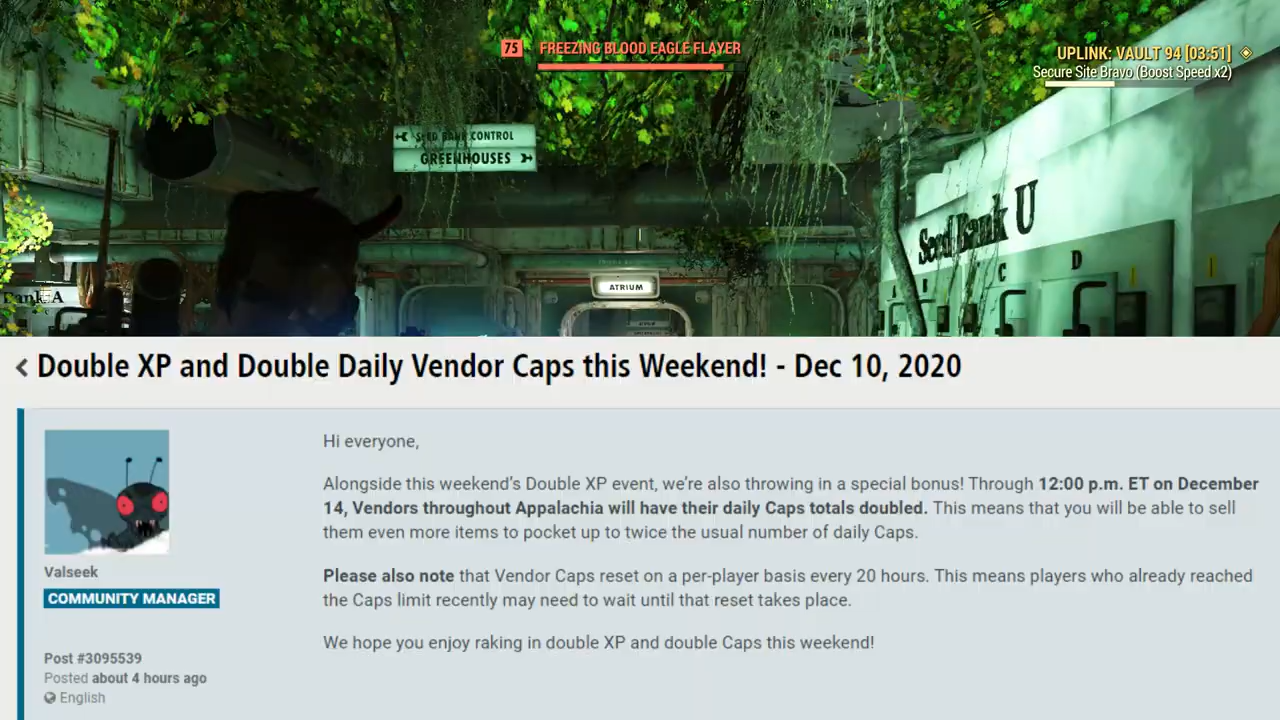 75 FREEZING BLOOD EAGLE FLAYER
UPLINK: VAULT 94 [03:51]
Secure Site Bravo (Boost Speed x2)
SEED BANK CONTROL
GREENHOUSES
Seed Bank U
C
D
ATRIUM
Bank A
Double XP and Double Daily Vendor Caps this Weekend! - Dec 10, 2020
Hi everyone,
Alongside this weekend's Double XP event, we're also throwing in a special bonus! Through 12:00 p.m. ET on December
14, Vendors throughout Appalachia will have their daily Caps totals doubled. This means that you will be able to sell
them even more items to pocket up to twice the usual number of daily Caps.
Please also note that Vendor Caps reset on a per-player basis every 20 hours. This means players who already reached
the Caps limit recently may need to wait until that reset takes place.
We hope you enjoy raking in double XP and double Caps this weekend!
Valseek
COMMUNITY MANAGER
Post #3095539
Posted about 4 hours ago
English